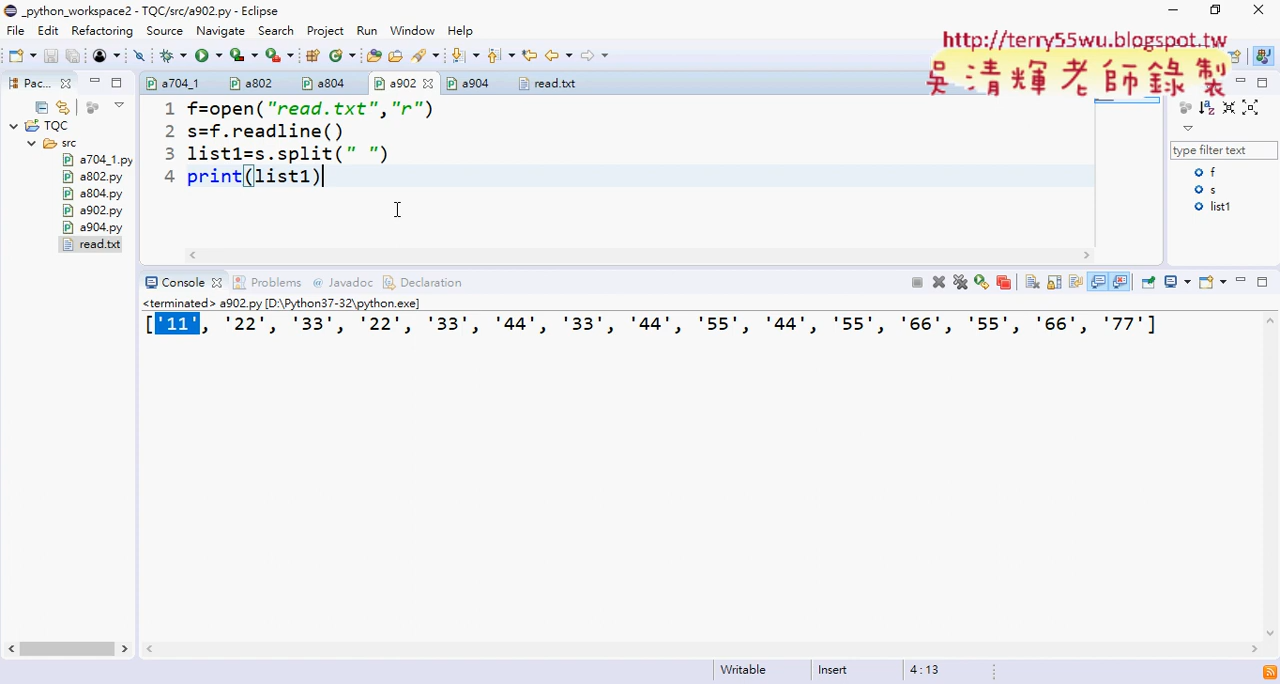 _python_workspace2 - TQC/src/a902.py - Eclipse
File Edit Refactoring Source Navigate Search Project Run Window Help
http://terry55wu.blogspot.tw
吳清輝老師錄製
Pac...
a704_1 a802 a804 a902 a904 read.txt
TQC
src
a704_1.py
a802.py
a804.py
a902.py
a904.py
read.txt
1 f=open("read.txt","r")
2 s=f.readline()
3 list1=s.split(" ")
4 print(list1)
type filter text
f
s
list1
Console Problems @ Javadoc Declaration
<terminated> a902.py [D:\Python37-32\python.exe]
['11', '22', '33', '22', '33', '44', '33', '44', '55', '44', '55', '66', '55', '66', '77']
Writable Insert 4 : 13